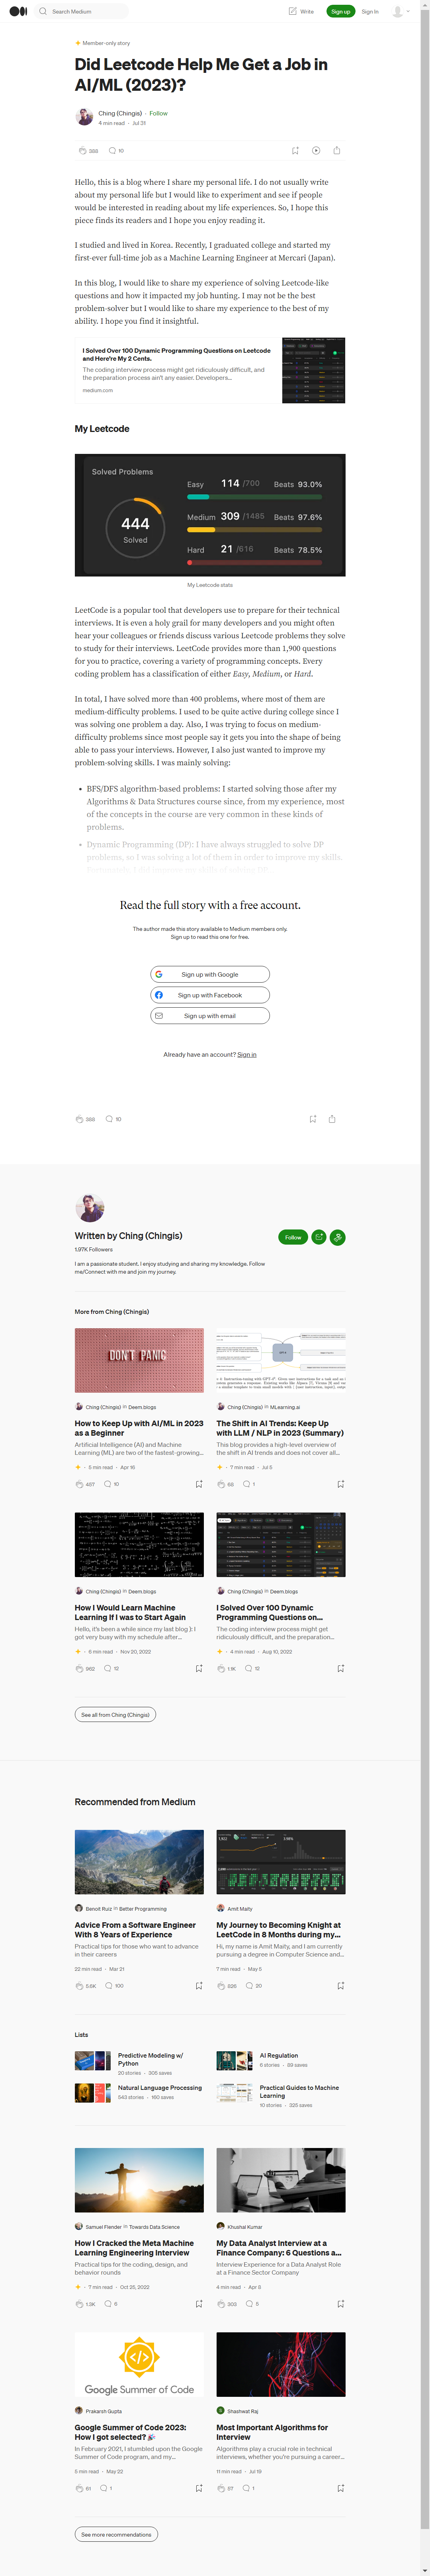 Search Medium
Write
Sign up
Sign In
Member-only story
Did Leetcode Help Me Get a Job in
AI/ML (2023)?
Ching (Chingis) · Follow
4 min read · Jul 31
388
10
Hello, this is a blog where I share my personal life. I do not usually write
about my personal life but I would like to experiment and see if people
would be interested in reading about my life experiences. So, I hope this
piece finds its readers and I hope you enjoy reading it.
I studied and lived in Korea. Recently, I graduated college and started my
first-ever full-time job as a Machine Learning Engineer at Mercari (Japan).
In this blog, I would like to share my experience of solving Leetcode-like
questions and how it impacted my job hunting. I may not be the best
problem-solver but I would like to share my experience to the best of my
ability. I hope you find it insightful.
I Solved Over 100 Dynamic Programming Questions on Leetcode
and Here're My 2 Cents.
The coding interview process might get ridiculously difficult, and
the preparation process isn't any easier. Developers...
medium.com
My Leetcode
Solved Problems
444
Solved
Easy 114 /700 Beats 93.0%
Medium 309 /1485 Beats 97.6%
Hard 21 /616 Beats 78.5%
My Leetcode stats
LeetCode is a popular tool that developers use to prepare for their technical
interviews. It is even a holy grail for many developers and you might often
hear your colleagues or friends discuss various Leetcode problems they solve
to study for their interviews. LeetCode provides more than 1,900 questions
for you to practice, covering a variety of programming concepts. Every
coding problem has a classification of either Easy, Medium, or Hard.
In total, I have solved more than 400 problems, where most of them are
medium-difficulty problems. I used to be quite active during college since I
was solving one problem a day. Also, I was trying to focus on medium-
difficulty problems since most people say it gets you into the shape of being
able to pass your interviews. However, I also just wanted to improve my
problem-solving skills. I was mainly solving:
• BFS/DFS algorithm-based problems: I started solving those after my
Algorithms & Data Structures course since, from my experience, most
of the concepts in the course are very common in these kinds of
problems.
• Dynamic Programming (DP): I have always struggled to solve DP
problems, so I was solving a lot of them in order to improve my skills.
Read the full story with a free account.
The author made this story available to Medium members only.
Sign up to read this one for free.
Sign up with Google
Sign up with Facebook
Sign up with email
Already have an account? Sign in
388
10
Written by Ching (Chingis)
1.97K Followers
I am a passionate student. I enjoy studying and sharing my knowledge. Follow
me/Connect with me and join my journey.
Follow
More from Ching (Chingis)
DON'T PANIC
Ching (Chingis) in Deem.blogs
How to Keep Up with AI/ML in 2023
as a Beginner
Artificial Intelligence (AI) and Machine
Learning (ML) are two of the fastest-growing...
· 5 min read · Apr 16
457
10
Ching (Chingis) in MLearning.ai
The Shift in AI Trends: Keep Up
with LLM / NLP in 2023 (Summary)
This blog provides a high-level overview of
the shift in AI trends and does not cover all...
· 7 min read · Jul 5
69
1
Ching (Chingis) in Deem.blogs
How I Would Learn Machine
Learning If I was to Start Again
Hello, it's been a while since my last blog ): I
got very busy with my schedule after...
· 6 min read · Nov 20, 2022
962
12
Ching (Chingis) in Deem.blogs
I Solved Over 100 Dynamic
Programming Questions on...
The coding interview process might get
ridiculously difficult, and the preparation...
· 4 min read · Aug 10, 2022
1.1K
12
See all from Ching (Chingis)
Recommended from Medium
Benoit Ruiz in Better Programming
Advice From a Software Engineer
With 8 Years of Experience
Practical tips for those who want to advance
in their careers
22 min read · Mar 21
5.6K
100
Amit Maity
My Journey to Becoming Knight at
LeetCode in 8 Months during my...
Hi, my name is Amit Maity, and I am currently
pursuing a degree in Computer Science and...
7 min read · May 5
20
Lists
Predictive Modeling w/
Python
20 stories · 305 saves
AI Regulation
6 stories · 89 saves
Natural Language Processing
543 stories · 160 saves
Practical Guides to Machine
Learning
10 stories · 325 saves
Samuel Flender in Towards Data Science
How I Cracked the Meta Machine
Learning Engineering Interview
Practical tips for the coding, design, and
behavior rounds
· 7 min read · Oct 25, 2022
1.3K
6
Khushal Kumar
My Data Analyst Interview at a
Finance Company: 6 Questions a...
Interview Experience for a Data Analyst Role
at a Finance Sector Company
4 min read · Apr 9
303
5
Google Summer of Code
Prakarsh Gupta
Google Summer of Code 2023:
How I got selected?
In February 2021, I stumbled upon the Google
Summer of Code program, and my...
5 min read · May 22
61
1
Shashwat Raj
Most Important Algorithms for
Interview
Algorithms play a crucial role in technical
interviews, whether you're pursuing a career...
11 min read · Jul 19
1
See more recommendations